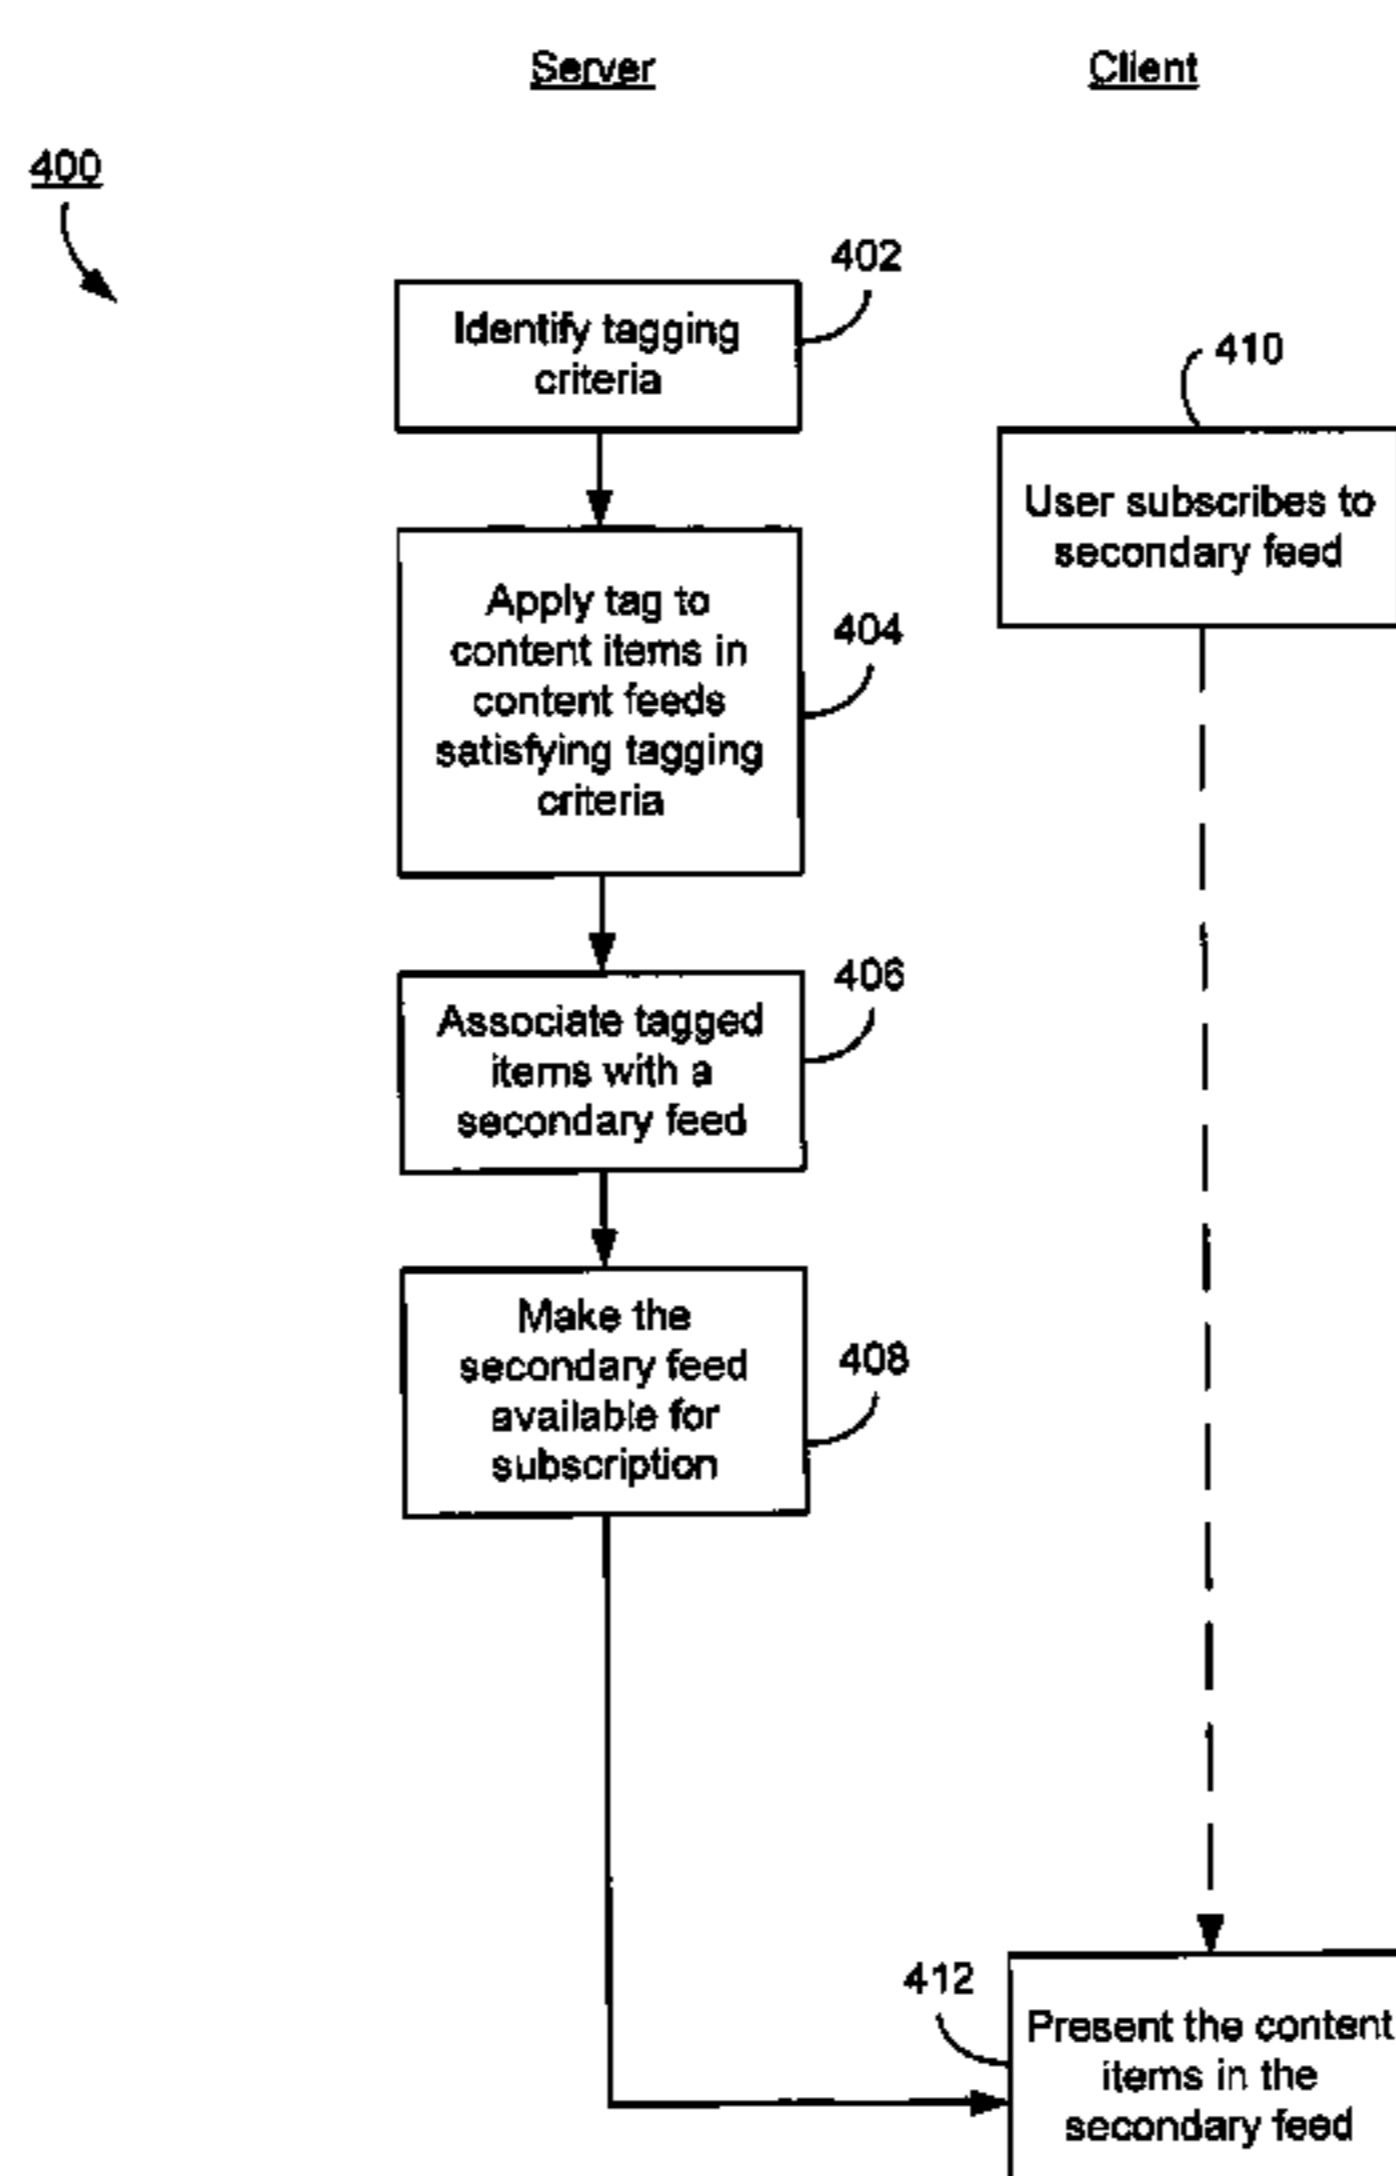 Server
Client
400
402
Identify tagging
criteria
410
User subscribes to
secondary feed
Apply tag to
content items in
content feeds
satisfying tagging
criteria
404
406
Associate tagged
items with a
secondary feed
Make the
secondary feed
available for
subscription
408
412
Present the content
items in the
secondary feed